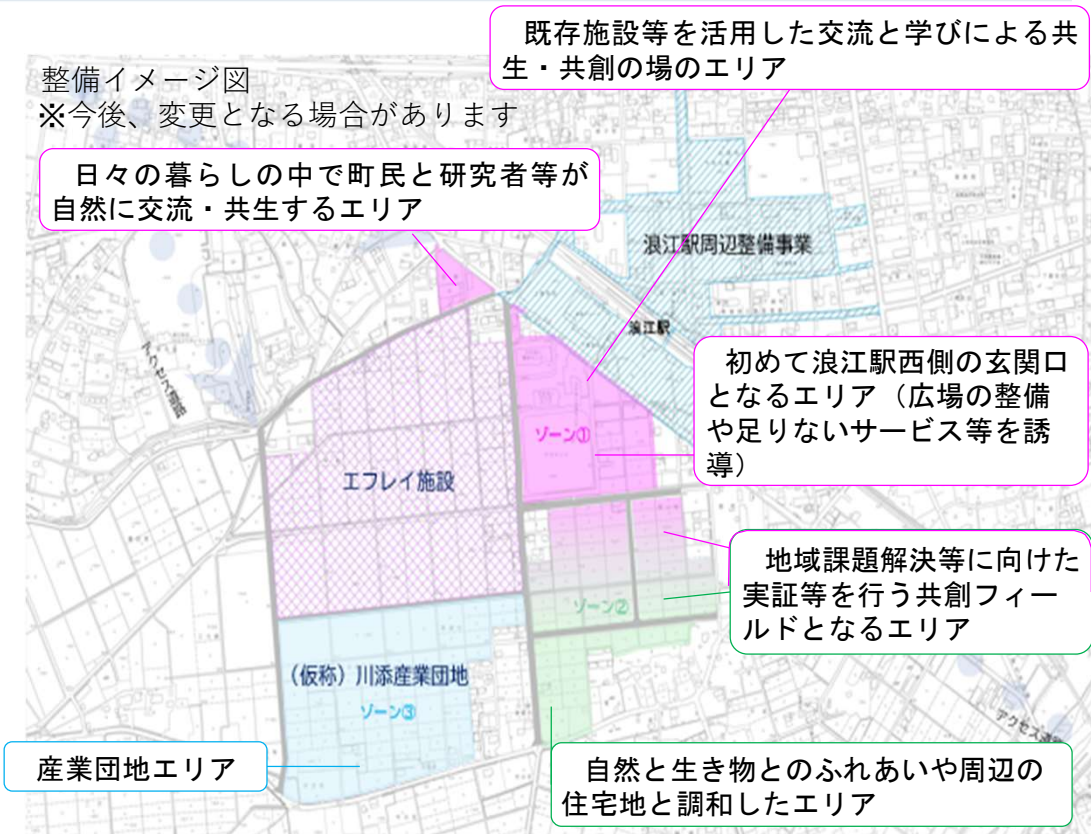 既存施設等を活用した交流と学びによる共
生・共創の場のエリア
整備イメージ図
※今後、変更となる場合があります
日々の暮らしの中で町民と研究者等が
自然に交流・共生するエリア
浪江駅周辺整備事業
浪江駅
アクセス道路
初めて浪江駅西側の玄関口
となるエリア（広場の整備
や足りないサービス等を誘
導）
ゾーン①
エフレイ施設
地域課題解決等に向けた
実証等を行う共創フィー
ルドとなるエリア
ゾーン②
（仮称）川添産業団地
ゾーン③
アクセス道路
産業団地エリア
自然と生き物とのふれあいや周辺の
住宅地と調和したエリア